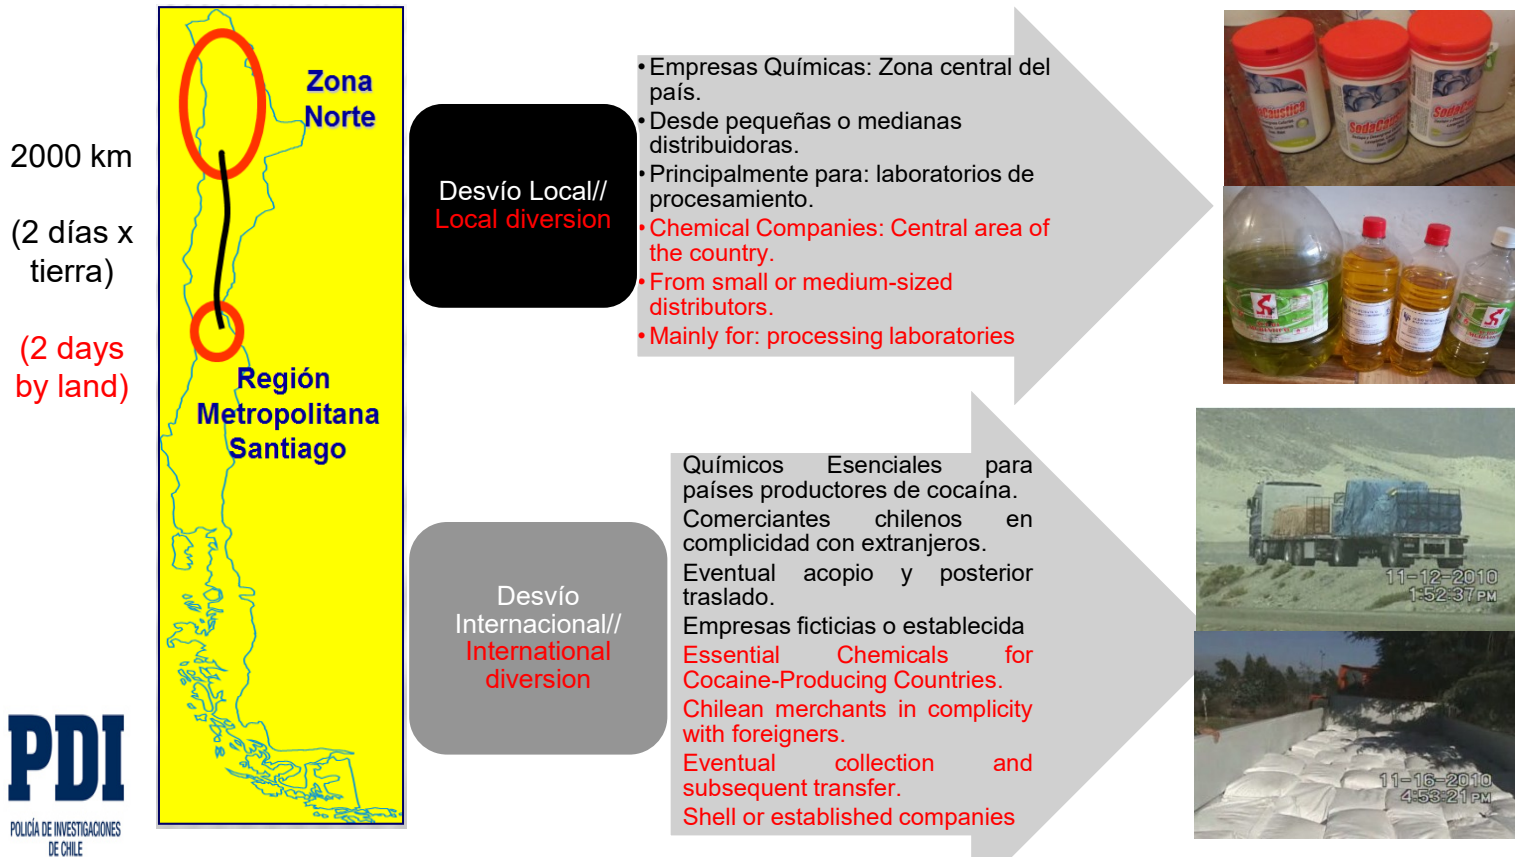 2000 km
(2 días x
tierra)
(2 days
by land)
Zona
Norte
Región
Metropolitana
Santiago
PDI
POLICÍA DE INVESTIGACIONES
DE CHILE
Desvío Local//
Local diversion
• Empresas Químicas: Zona central del
país.
• Desde pequeñas o medianas
distribuidoras.
• Principalmente para: laboratorios de
procesamiento.
• Chemical Companies: Central area of
the country.
• From small or medium-sized
distributors.
• Mainly for: processing laboratories
Desvío
Internacional//
International
diversion
Químicos Esenciales para
países productores de cocaína.
Comerciantes chilenos en
complicidad con extranjeros.
Eventual acopio y posterior
traslado.
Empresas ficticias o establecida
Essential Chemicals for
Cocaine-Producing Countries.
Chilean merchants in complicity
with foreigners.
Eventual collection and
subsequent transfer.
Shell or established companies
SodaCaustica
SodaCaustica
11-12-2010
1:52:37 PM
11-16-2010
4:53:21 PM